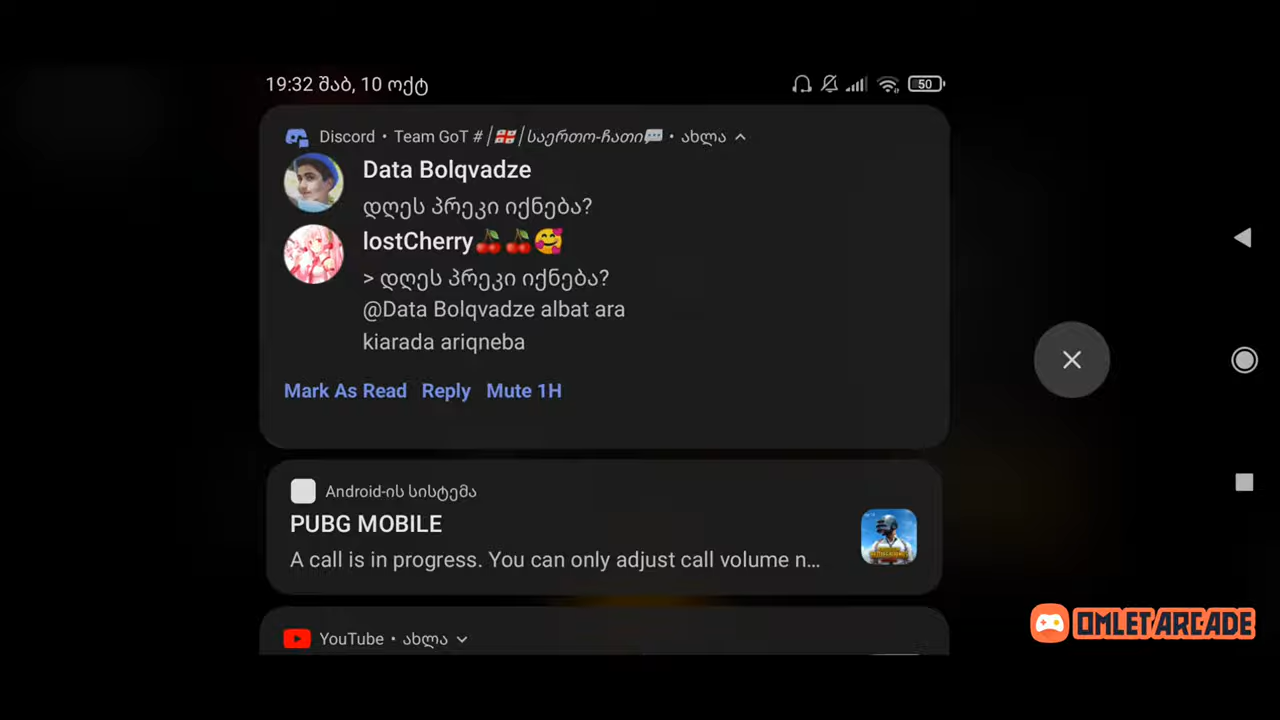 19:32 შაბ, 10 ოქტ
50
Discord • Team GoT # |🇬🇪|საერთო-ჩათი💬 • ახლა
Data Bolqvadze
დღეს პრეკი იქნება?
lostCherry🍒🍒🥰
> დღეს პრეკი იქნება?
@Data Bolqvadze albat ara
kiarada ariqneba
Mark As Read Reply Mute 1H
Android-ის სისტემა
PUBG MOBILE
A call is in progress. You can only adjust call volume n...
OMLET ARCADE
YouTube • ახლა